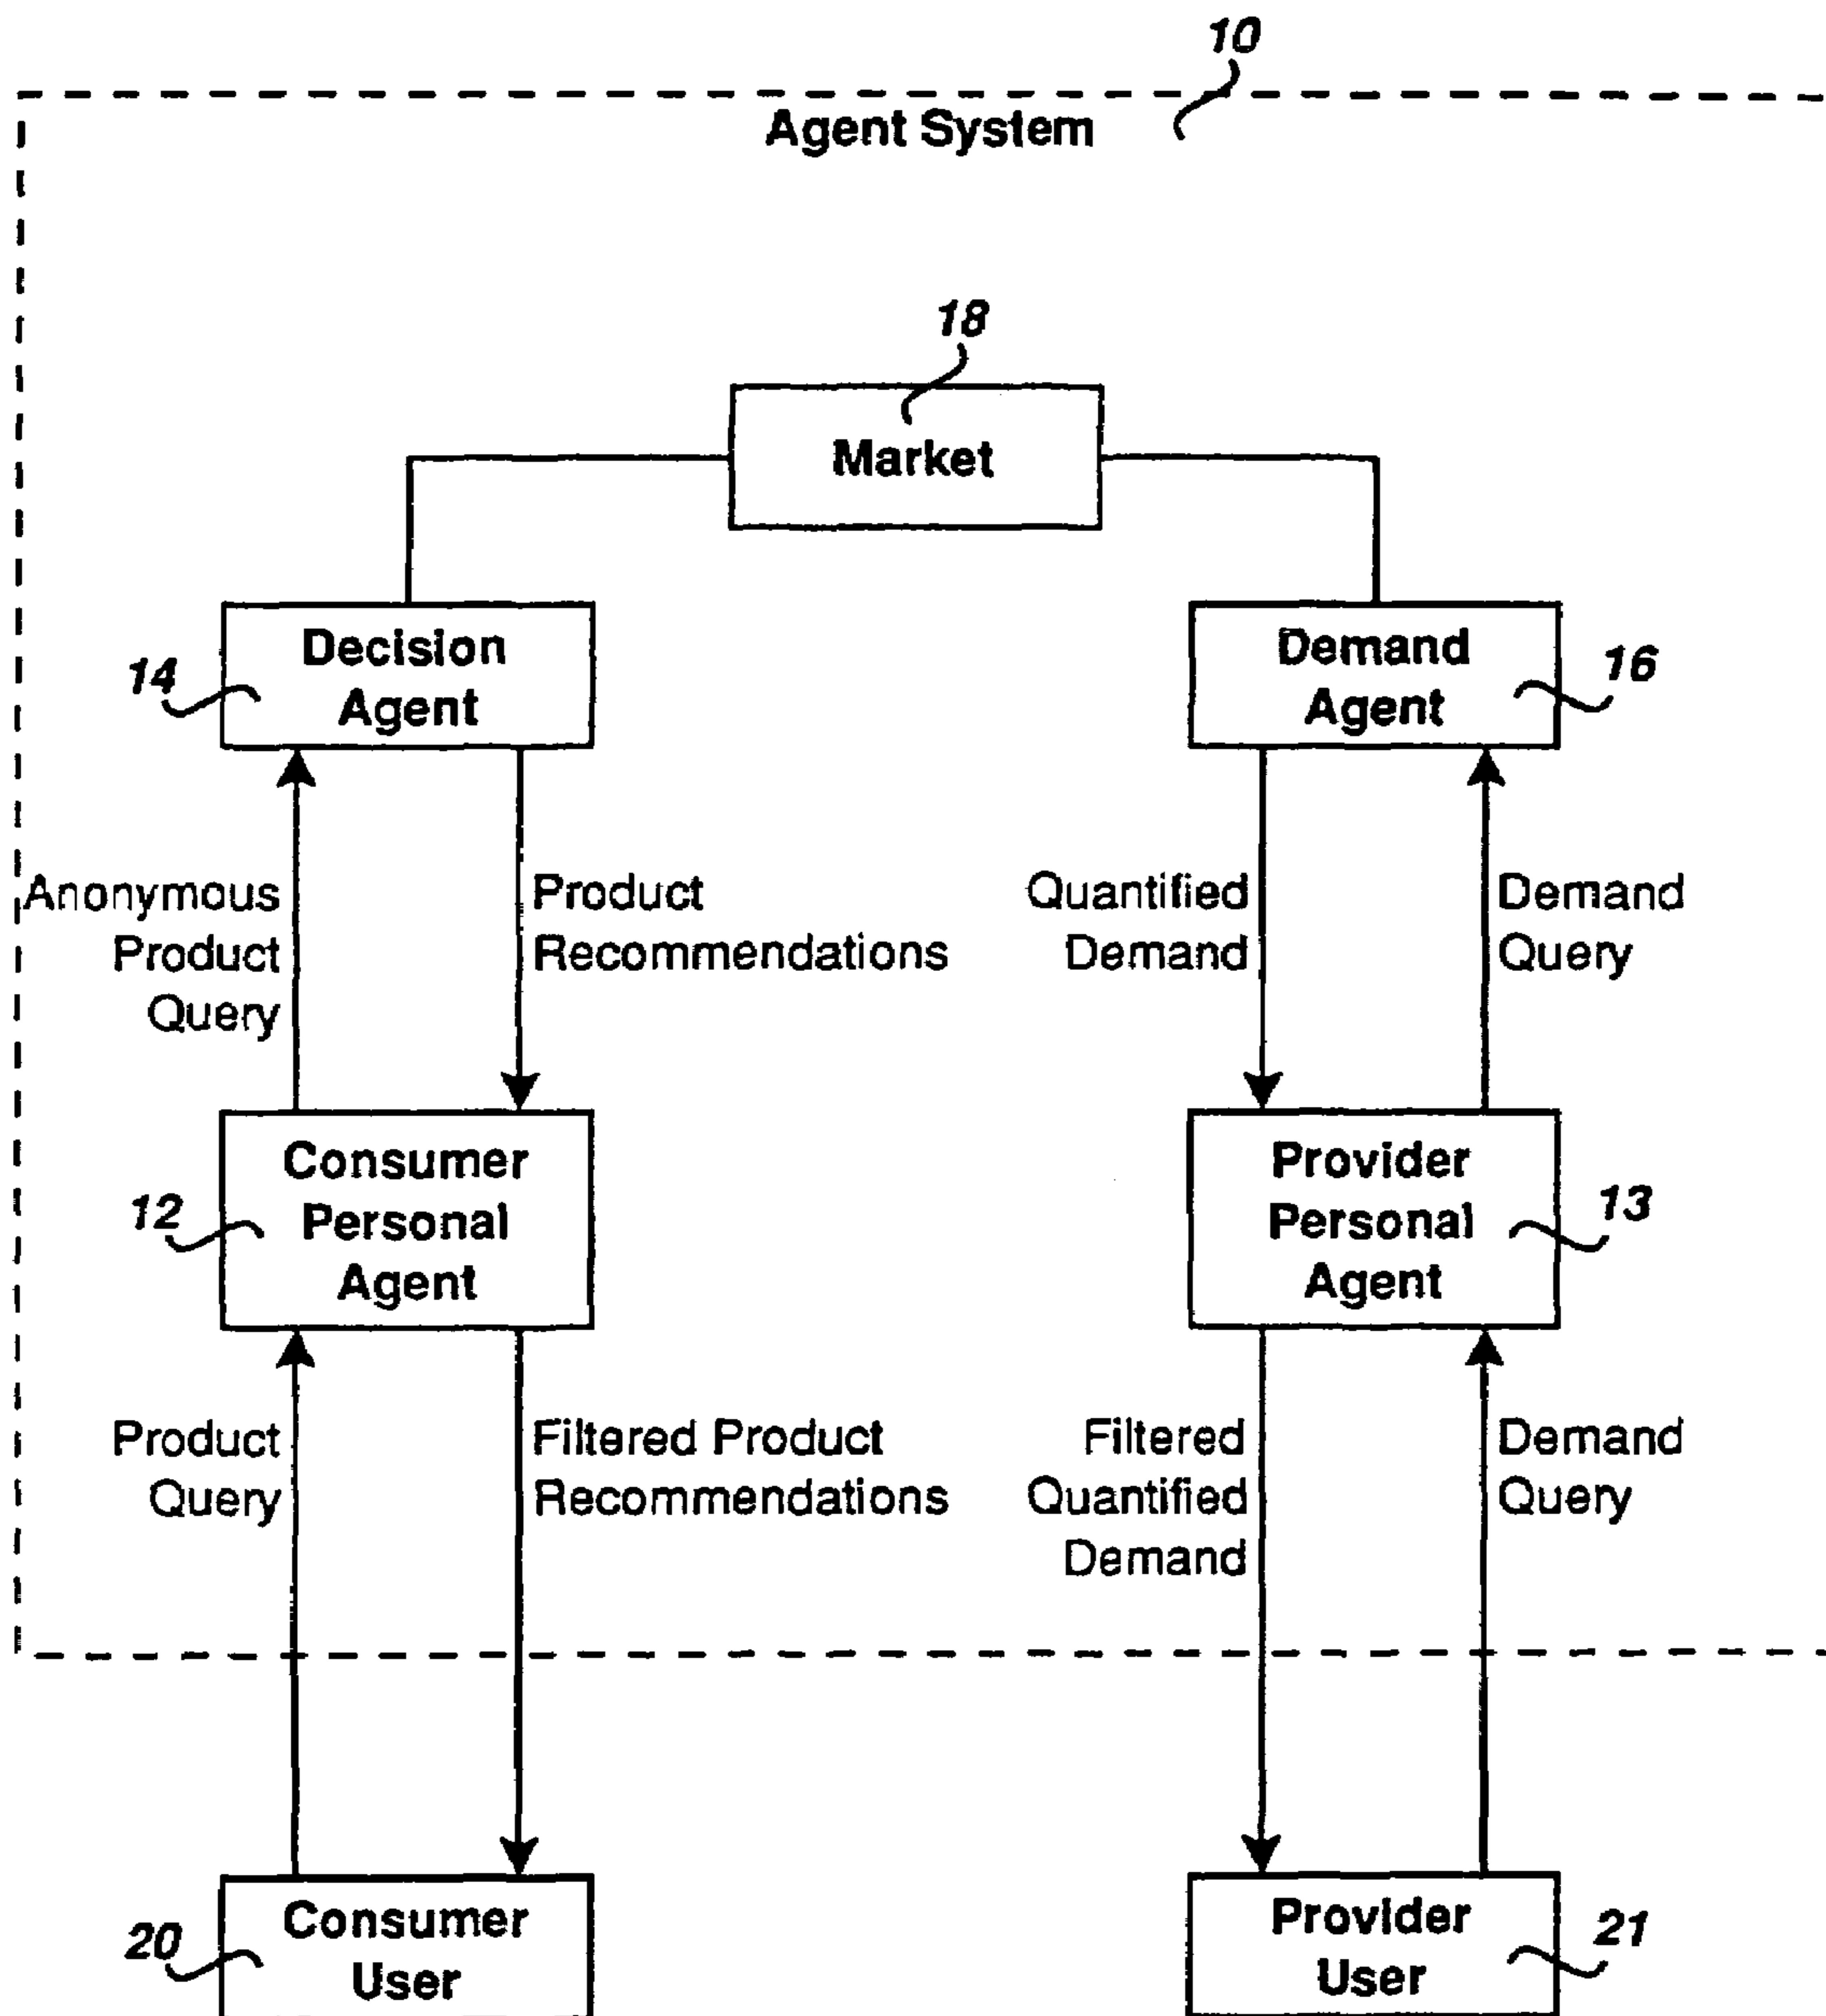 10
Agent System
18
Market
Decision
Agent
14
Demand
Agent
16
Anonymous
Product
Query
Product
Recommendations
Quantified
Demand
Demand
Query
Consumer
Personal
Agent
12
Provider
Personal
Agent
13
Product
Query
Filtered Product
Recommendations
Filtered
Quantified
Demand
Demand
Query
Consumer
User
20
Provider
User
21